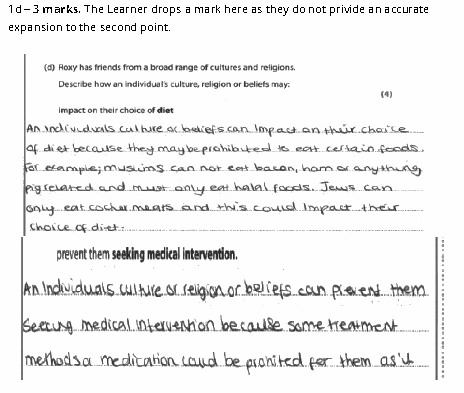 1d – 3 marks. The Learner drops a mark here as they do not privide an accurate
expansion to the second point.
(d) Roxy has friends from a broad range of cultures and religions.
Describe how an individual's culture, religion or beliefs may:
(4)
impact on their choice of diet
An individuals culture or beliefs can impact on their choice
of diet because they may be prohibuted to eat certain foods.
for example; muslims can not eat bacon, ham or anything
pig related and must only eat halal foods. Jews can
only eat cosher meats and this could impact their
choice of diet.
prevent them seeking medical intervention.
An Individuals culture or religion or beliefs can prevent them
seeking medical intervention because some treatment
methods or medication could be prohited for them as it